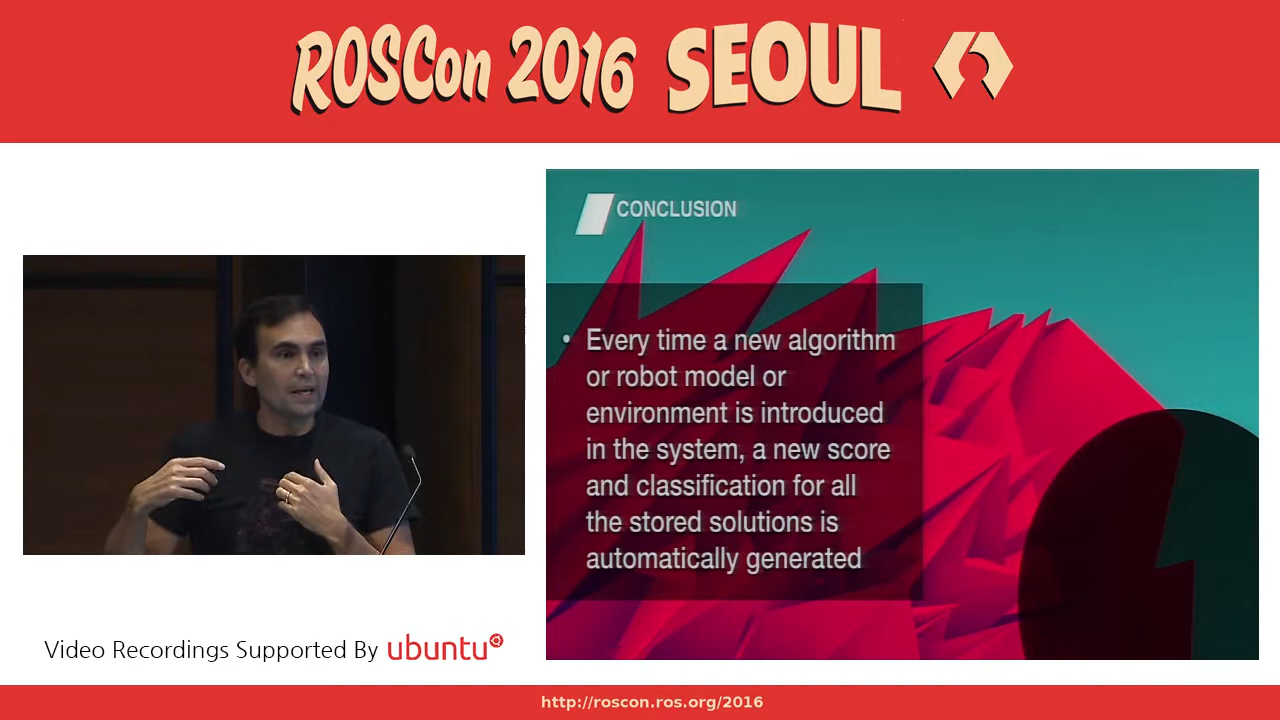 ROSCon 2016 SEOUL
CONCLUSION
• Every time a new algorithm
or robot model or
environment is introduced
in the system, a new score
and classification for all
the stored solutions is
automatically generated
Video Recordings Supported By ubuntu
http://roscon.ros.org/2016